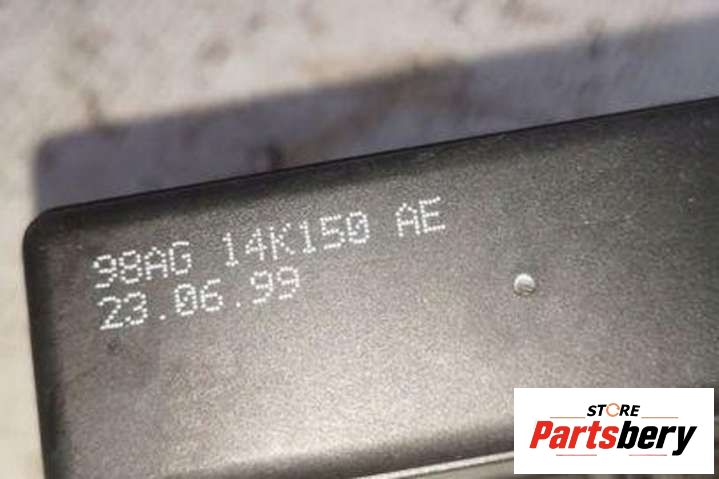 98AG 14K150 AE
23.06.99
STORE
Partsbery